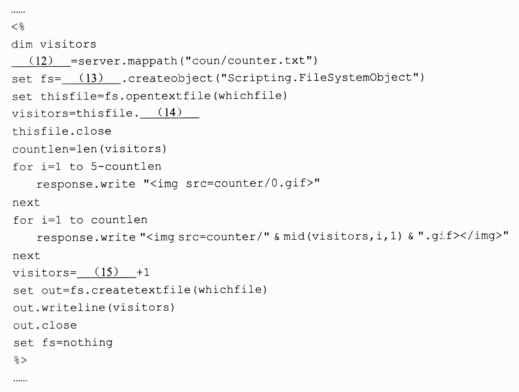 ......
<%
dim visitors
(12) =server.mappath("coun/counter.txt")
set fs= (13) .createobject("Scripting.FileSystemObject")
set thisfile=fs.opentextfile(whichfile)
visitors=thisfile. (14)
thisfile.close
countlen=len(visitors)
for i=1 to 5-countlen
response.write "<img src=counter/0.gif>"
next
for i=1 to countlen
response.write "<img src=counter/" & mid(visitors,i,1) & ".gif></img>"
next
visitors= (15) +1
set out=fs.createtextfile(whichfile)
out.writeline(visitors)
out.close
set fs=nothing
%>
......